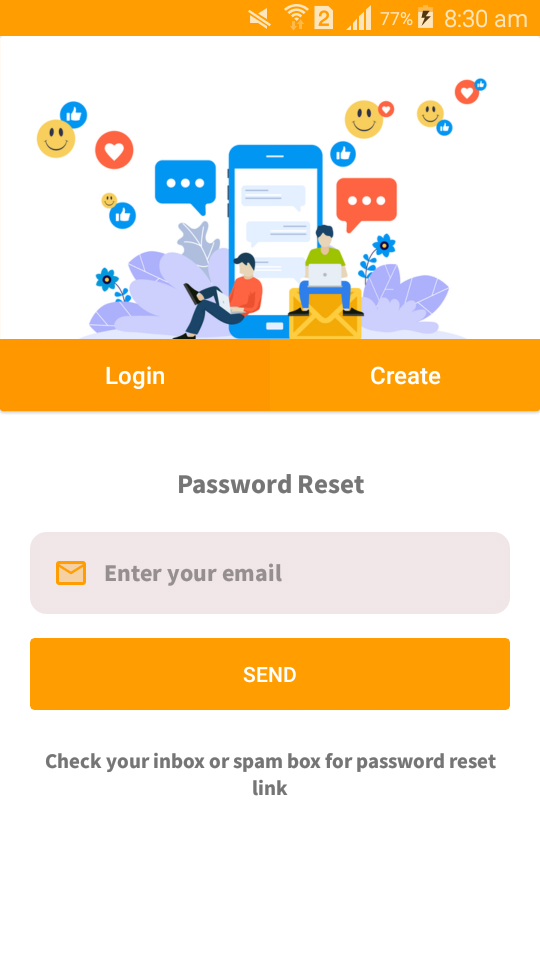 2 77% 8:30 am
Login Create
Password Reset
Enter your email
SEND
Check your inbox or spam box for password reset
link